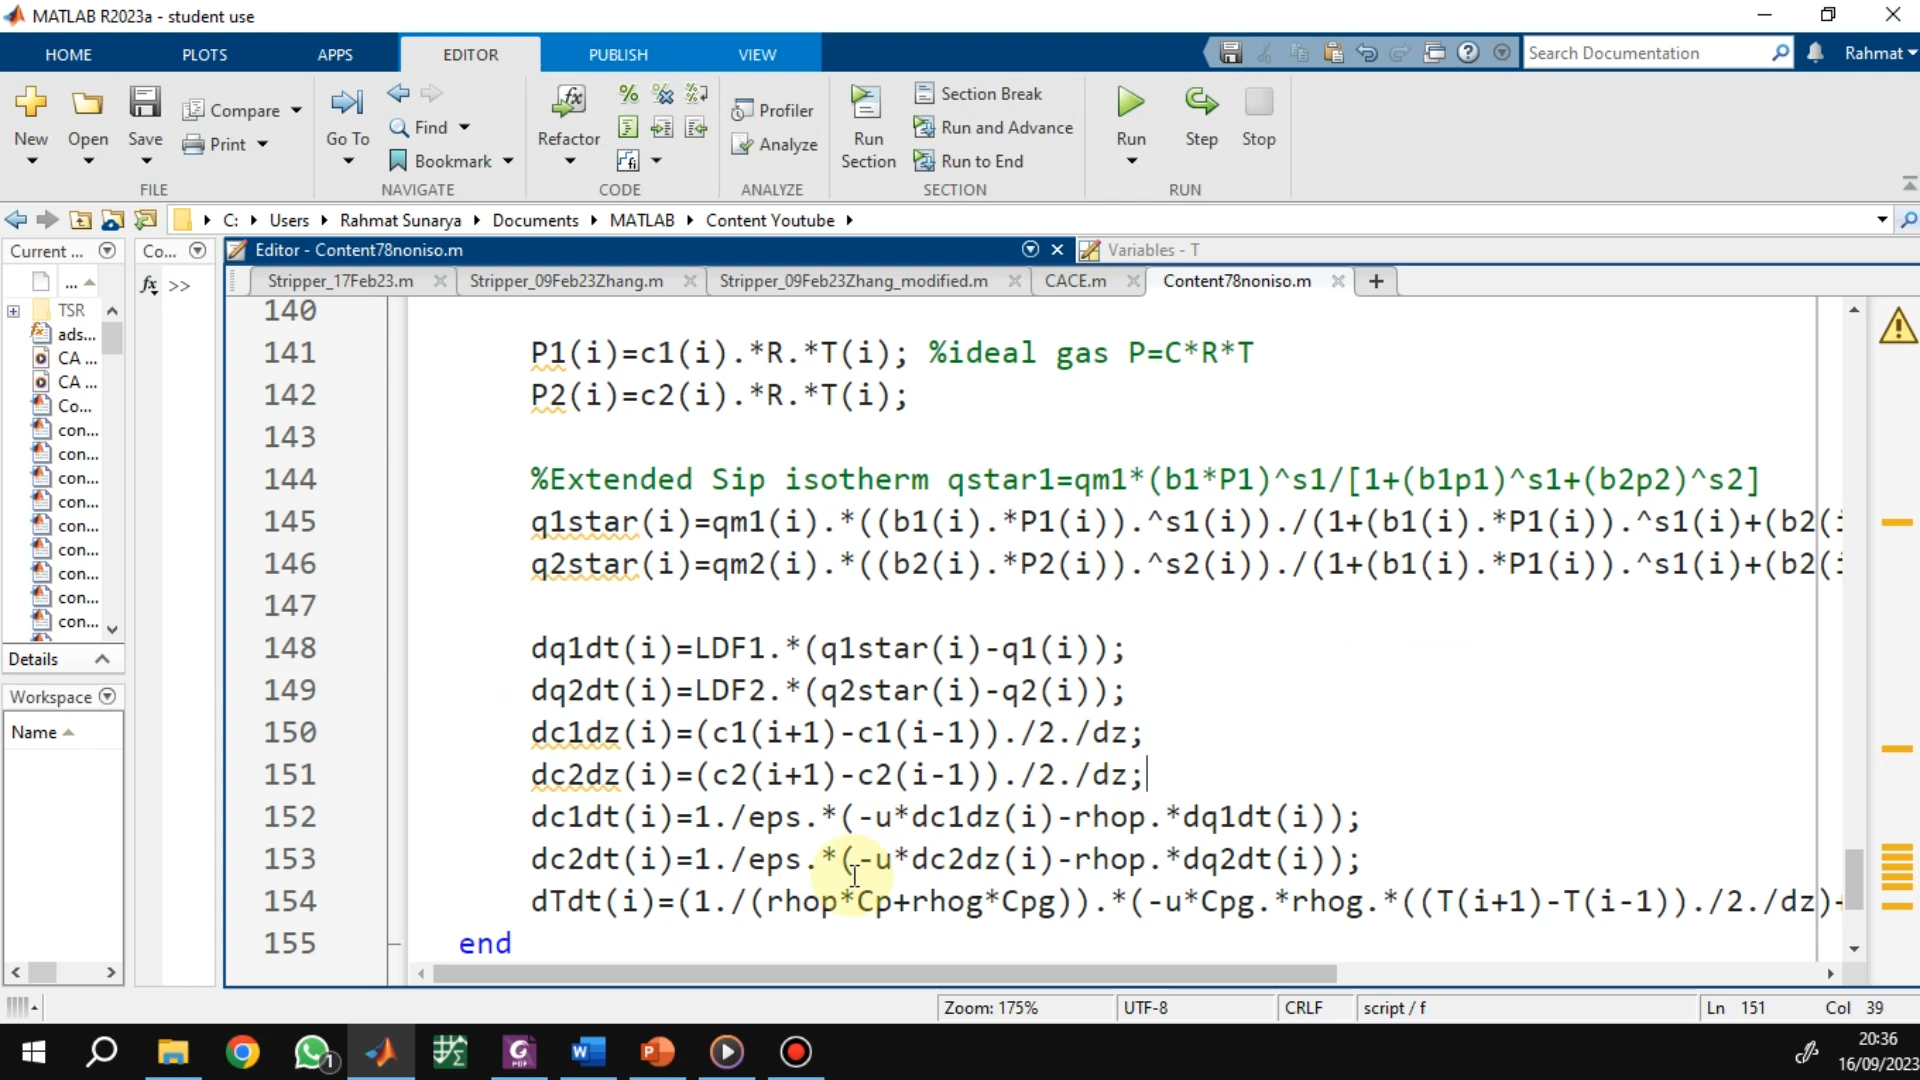 MATLAB R2023a - student use
HOME PLOTS APPS EDITOR PUBLISH VIEW
Search Documentation
Rahmat
New
Open
Save
Compare
Print
FILE
Go To
Find
Bookmark
NAVIGATE
Refactor
CODE
Profiler
Analyze
ANALYZE
Run
Section
Section Break
Run and Advance
Run to End
SECTION
Run
Step
Stop
RUN
C: Users Rahmat Sunarya Documents MATLAB Content Youtube
Current ...
Co...
Editor - Content78noniso.m
Variables - T
Stripper_17Feb23.m
Stripper_09Feb23Zhang.m
Stripper_09Feb23Zhang_modified.m
CACE.m
Content78noniso.m
+
...
TSR
ads...
CA ...
CA ...
Co...
con...
con...
con...
con...
con...
con...
con...
con...
con...
Details
Workspace
Name
fx >>
140
141 P1(i)=c1(i).*R.*T(i); %ideal gas P=C*R*T
142 P2(i)=c2(i).*R.*T(i);
143
144 %Extended Sip isotherm qstar1=qm1*(b1*P1)^s1/[1+(b1p1)^s1+(b2p2)^s2]
145 q1star(i)=qm1(i).*((b1(i).*P1(i)).^s1(i))./(1+(b1(i).*P1(i)).^s1(i)+(b2(i
146 q2star(i)=qm2(i).*((b2(i).*P2(i)).^s2(i))./(1+(b1(i).*P1(i)).^s1(i)+(b2(i
147
148 dq1dt(i)=LDF1.*(q1star(i)-q1(i));
149 dq2dt(i)=LDF2.*(q2star(i)-q2(i));
150 dc1dz(i)=(c1(i+1)-c1(i-1))./2./dz;
151 dc2dz(i)=(c2(i+1)-c2(i-1))./2./dz;
152 dc1dt(i)=1./eps.*(-u*dc1dz(i)-rhop.*dq1dt(i));
153 dc2dt(i)=1./eps.*(-u*dc2dz(i)-rhop.*dq2dt(i));
154 dTdt(i)=(1./(rhop*Cp+rhog*Cpg)).*(-u*Cpg.*rhog.*((T(i+1)-T(i-1))./2./dz)+
155 end
Zoom: 175%
UTF-8
CRLF
script / f
Ln 151 Col 39
1
20:36
16/09/2023